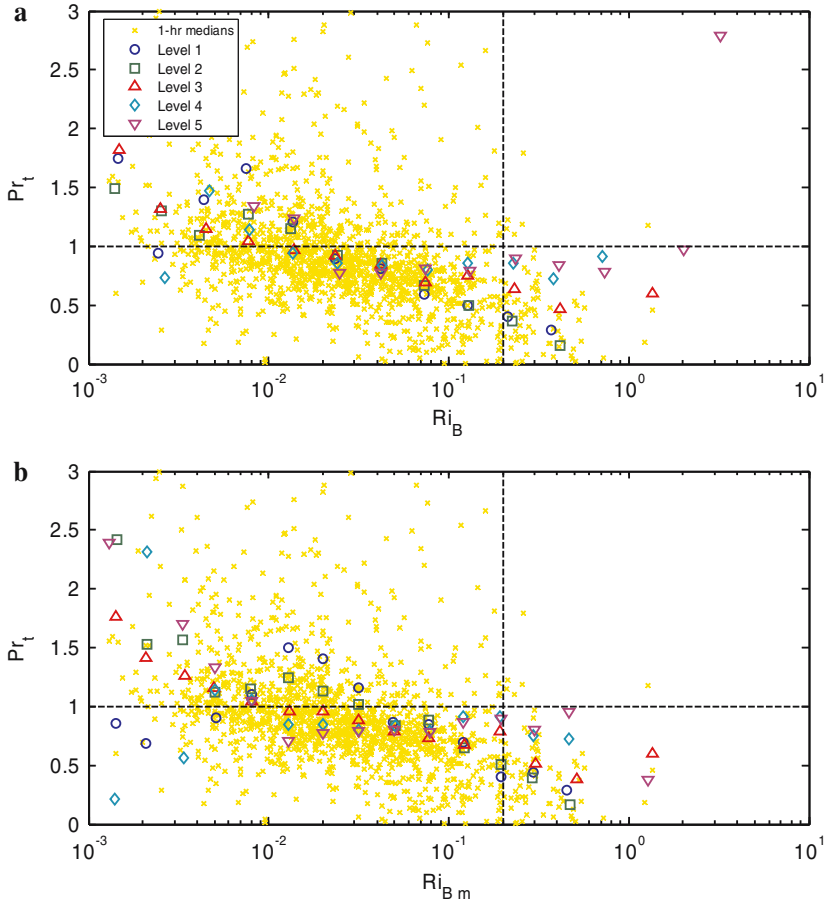 a
3
2.5
2
1.5
1
0.5
0
Pr_t
1-hr medians
Level 1
Level 2
Level 3
Level 4
Level 5
10^-3
10^-2
10^-1
10^0
10^1
Ri_B
b
3
2.5
2
1.5
1
0.5
0
Pr_t
10^-3
10^-2
10^-1
10^0
10^1
Ri_B m